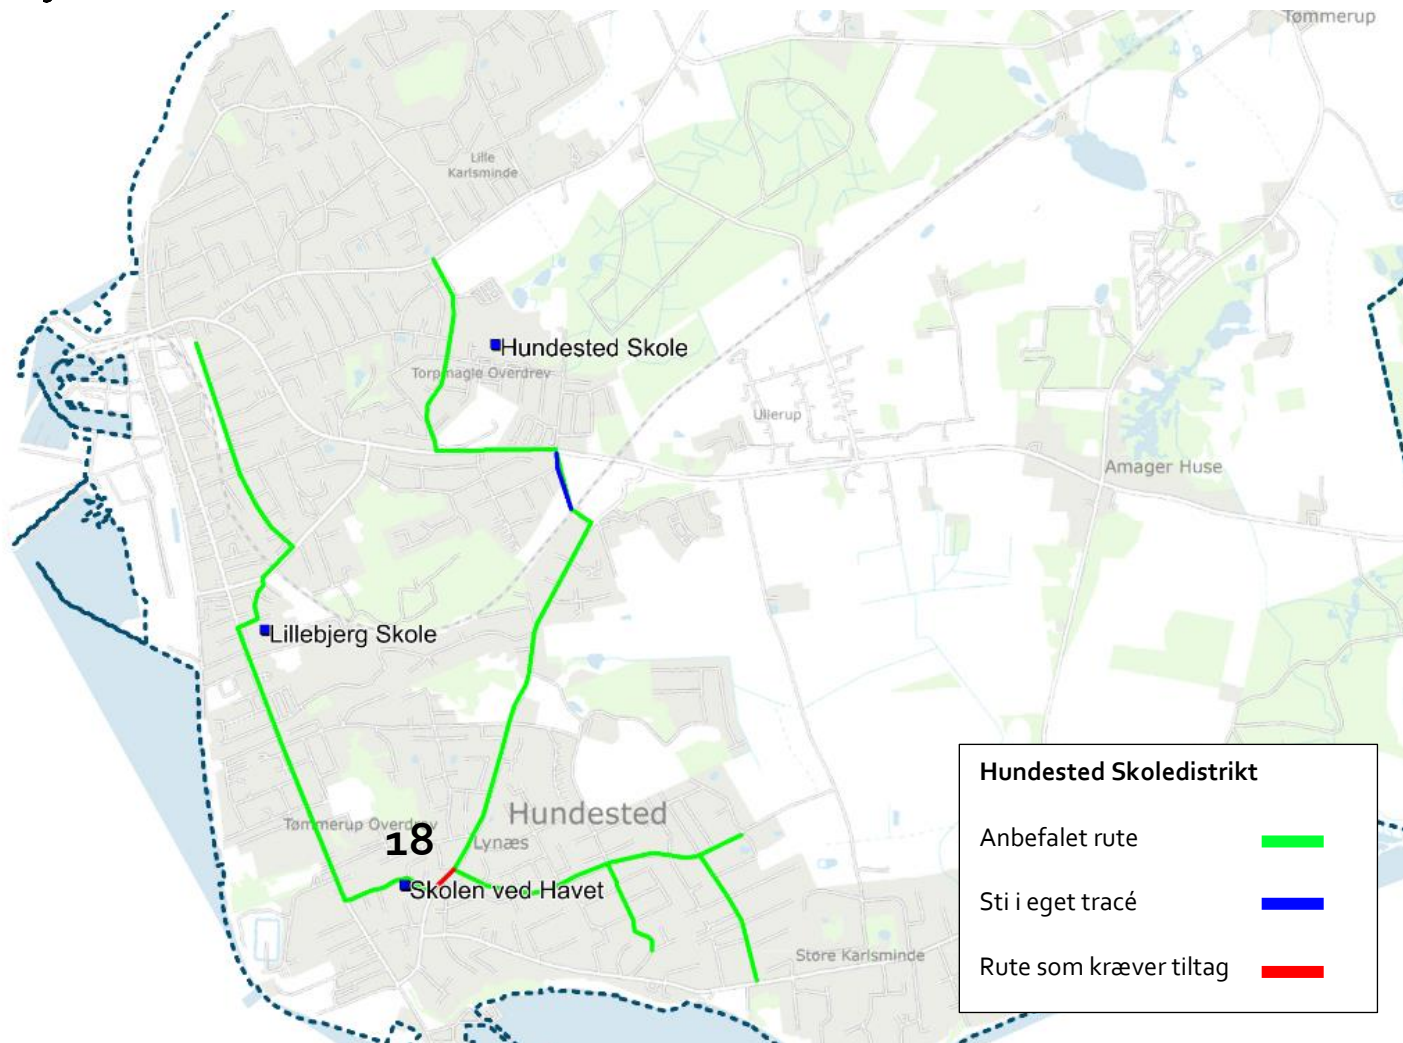 Tømmerup
Lille
Karlsminde
Hundested Skole
Torpmagle Overdrev
Ullerup
Amager Huse
Lillebjerg Skole
Hundested
Tømmerup Overdrev
18
Lynæs
Skolen ved Havet
Store Karlsminde
Hundested Skoledistrikt
Anbefalet rute
Sti i eget tracé
Rute som kræver tiltag